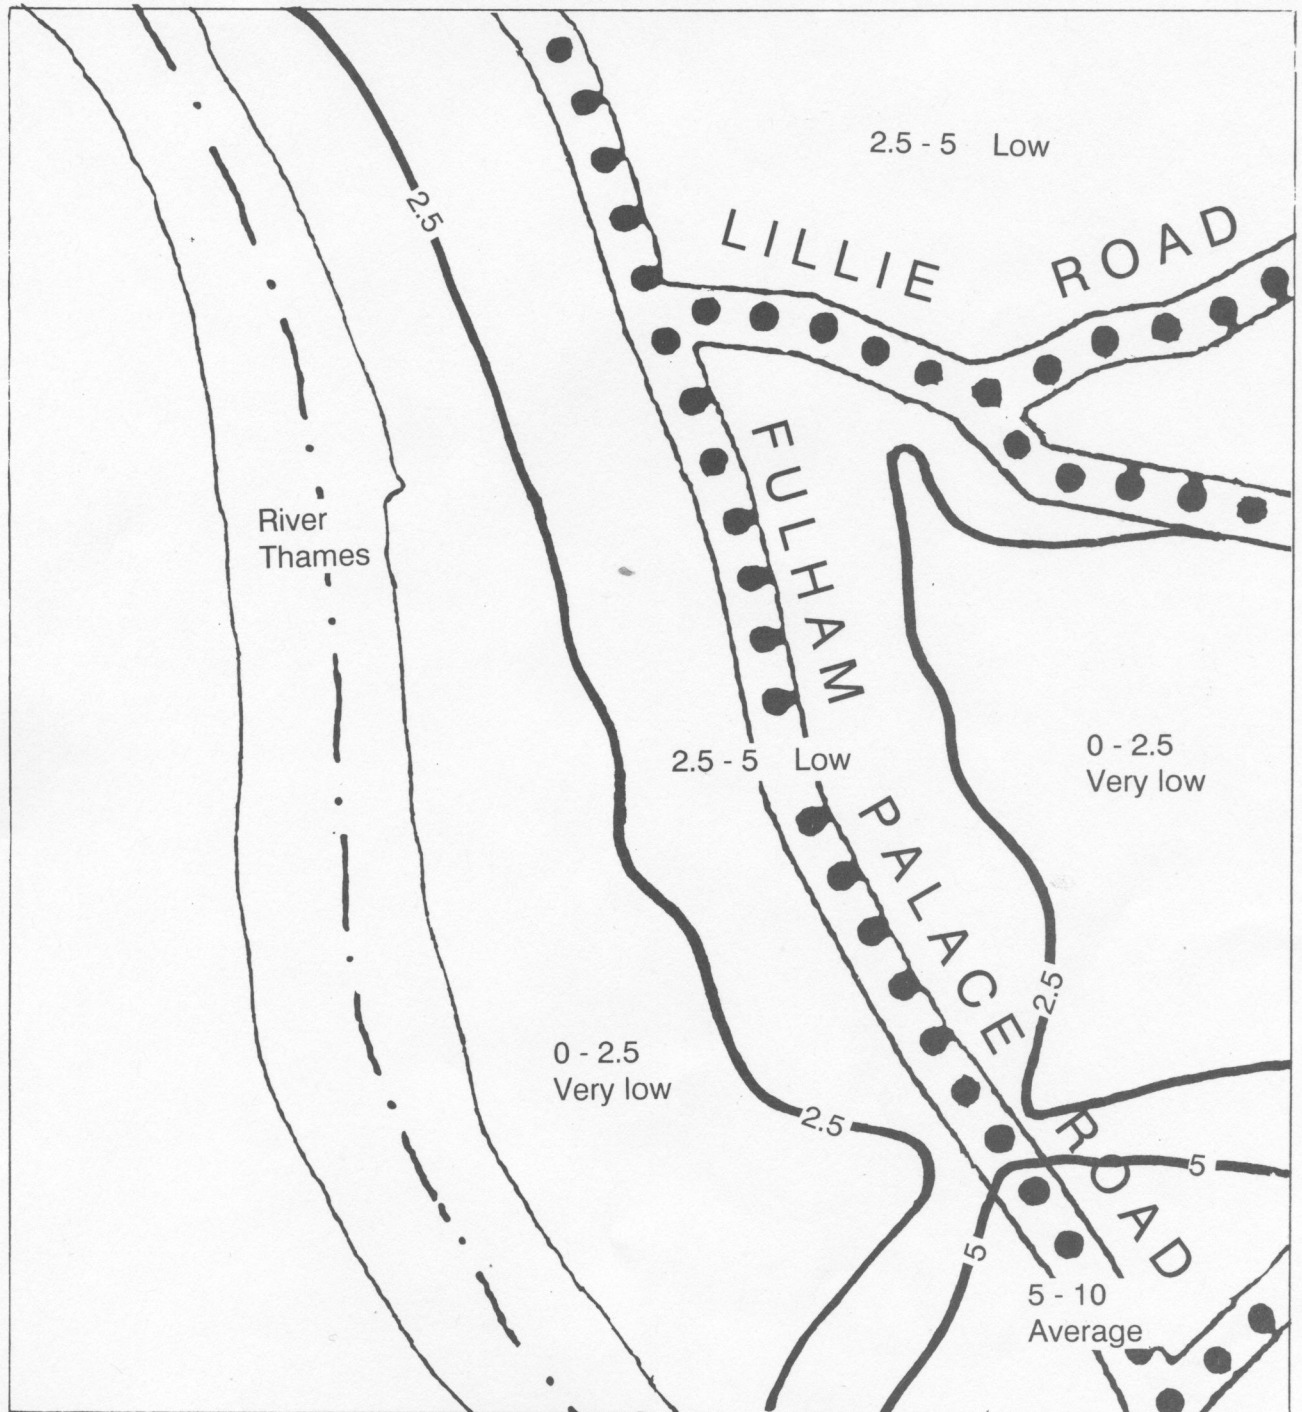 2.5 - 5 Low
LILLIE ROAD
2.5
FULHAM PALACE ROAD
River
Thames
2.5 - 5 Low
0 - 2.5
Very low
2.5
0 - 2.5
Very low
2.5
5
5
5 - 10
Average